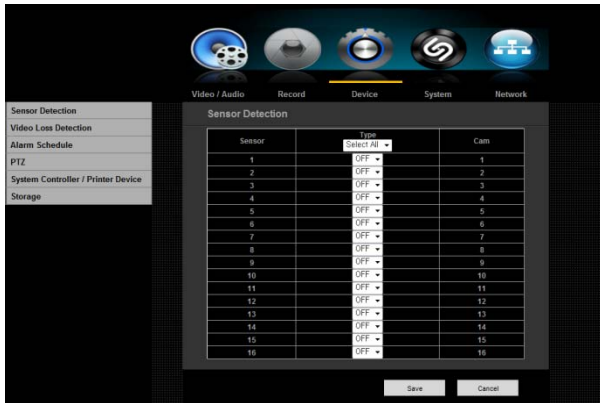 Video / Audio Record Device System Network
Sensor Detection
Video Loss Detection
Alarm Schedule
PTZ
System Controller / Printer Device
Storage
Sensor Detection
Sensor Type Cam
Select All
1 OFF 1
2 OFF 2
3 OFF 3
4 OFF 4
5 OFF 5
6 OFF 6
7 OFF 7
8 OFF 8
9 OFF 9
10 OFF 10
11 OFF 11
12 OFF 12
13 OFF 13
14 OFF 14
15 OFF 15
16 OFF 16
Save Cancel